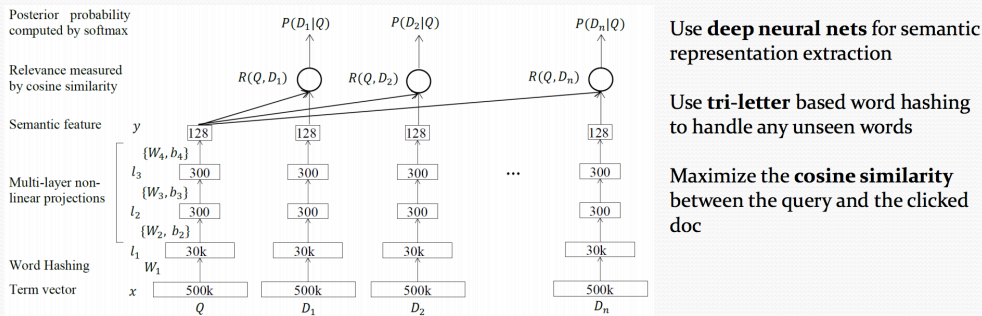 Posterior probability
computed by softmax
P(D₁|Q) P(D₂|Q) P(Dₙ|Q)
Relevance measured
by cosine similarity
R(Q, D₁) R(Q, D₂) R(Q, Dₙ)
Semantic feature y 128 128 128 128
{W₄, b₄}
l₃ 300 300 300 ... 300
Multi-layer non-
linear projections
{W₃, b₃}
l₂ 300 300 300 300
{W₂, b₂}
l₁ 30k 30k 30k 30k
Word Hashing W₁
Term vector x 500k 500k 500k 500k
Q D₁ D₂ Dₙ
Use deep neural nets for semantic
representation extraction
Use tri-letter based word hashing
to handle any unseen words
Maximize the cosine similarity
between the query and the clicked
doc